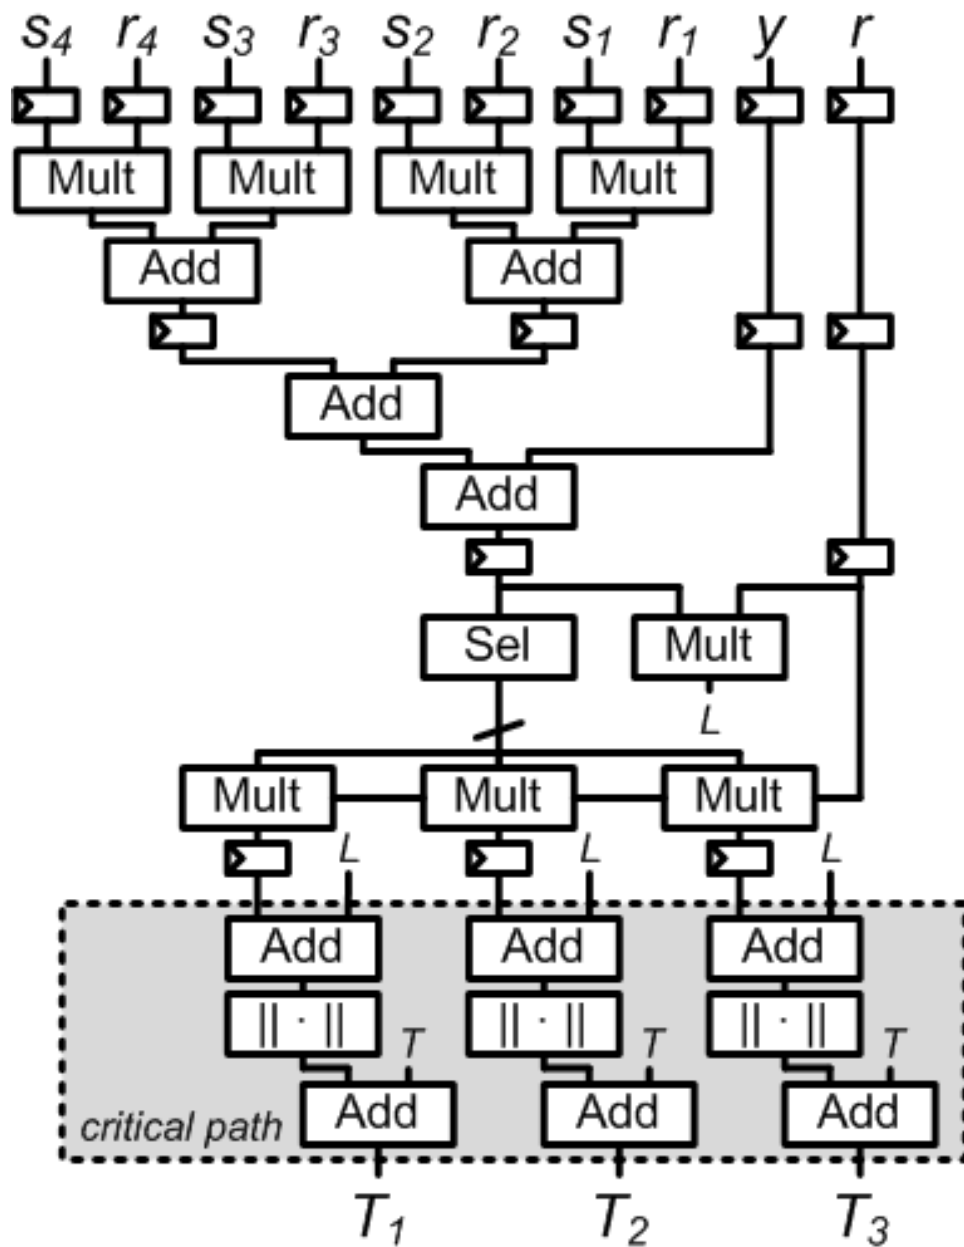 s4 r4 s3 r3 s2 r2 s1 r1 y r
Mult Mult Mult Mult
Add Add
Add
Add
Sel Mult
L
Mult Mult Mult
L L L
Add Add Add
|| · || || · || || · ||
T T T
Add Add Add
critical path
T1 T2 T3